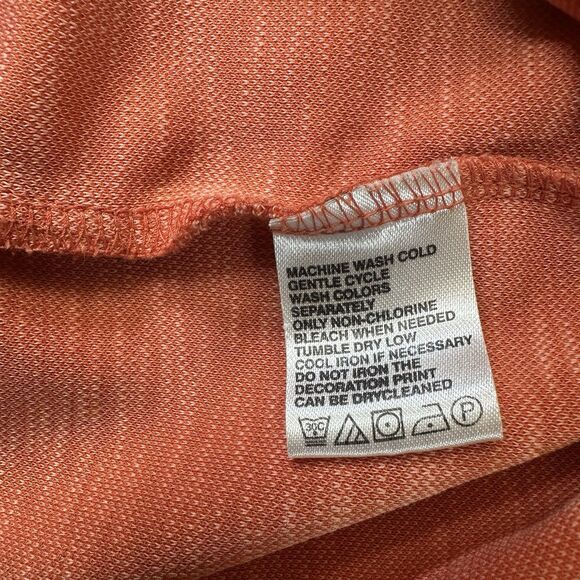 MACHINE WASH COLD
GENTLE CYCLE
WASH COLORS
SEPARATELY
ONLY NON-CHLORINE
BLEACH WHEN NEEDED
TUMBLE DRY LOW
COOL IRON IF NECESSARY
DO NOT IRON THE
DECORATION PRINT
CAN BE DRYCLEANED
30C P